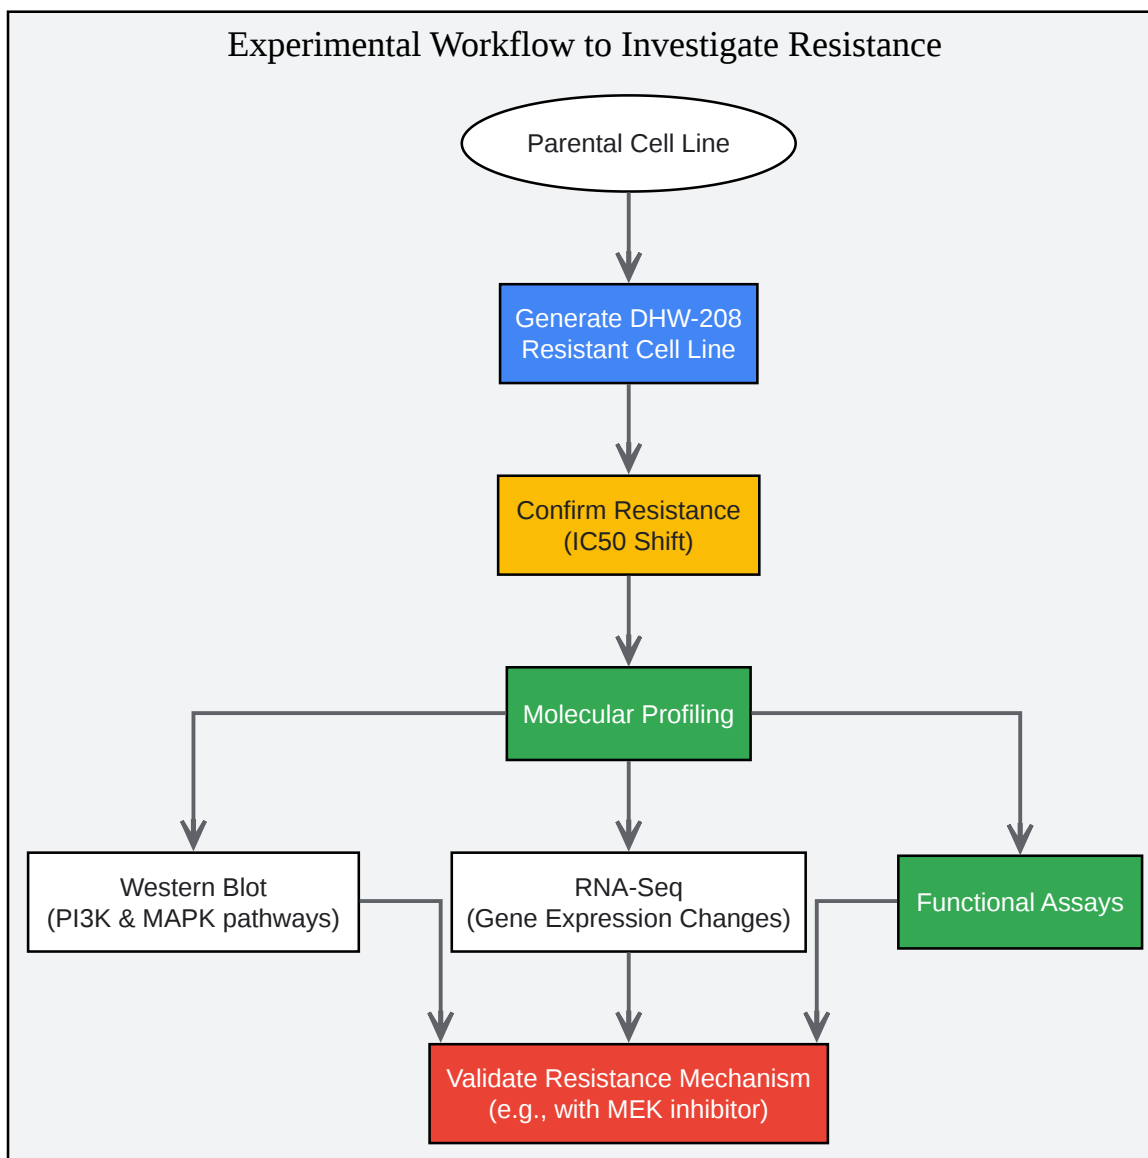 Experimental Workflow to Investigate Resistance
Parental Cell Line
Generate DHW-208
Resistant Cell Line
Confirm Resistance
(IC50 Shift)
Molecular Profiling
Western Blot
(PI3K & MAPK pathways)
RNA-Seq
(Gene Expression Changes)
Functional Assays
Validate Resistance Mechanism
(e.g., with MEK inhibitor)